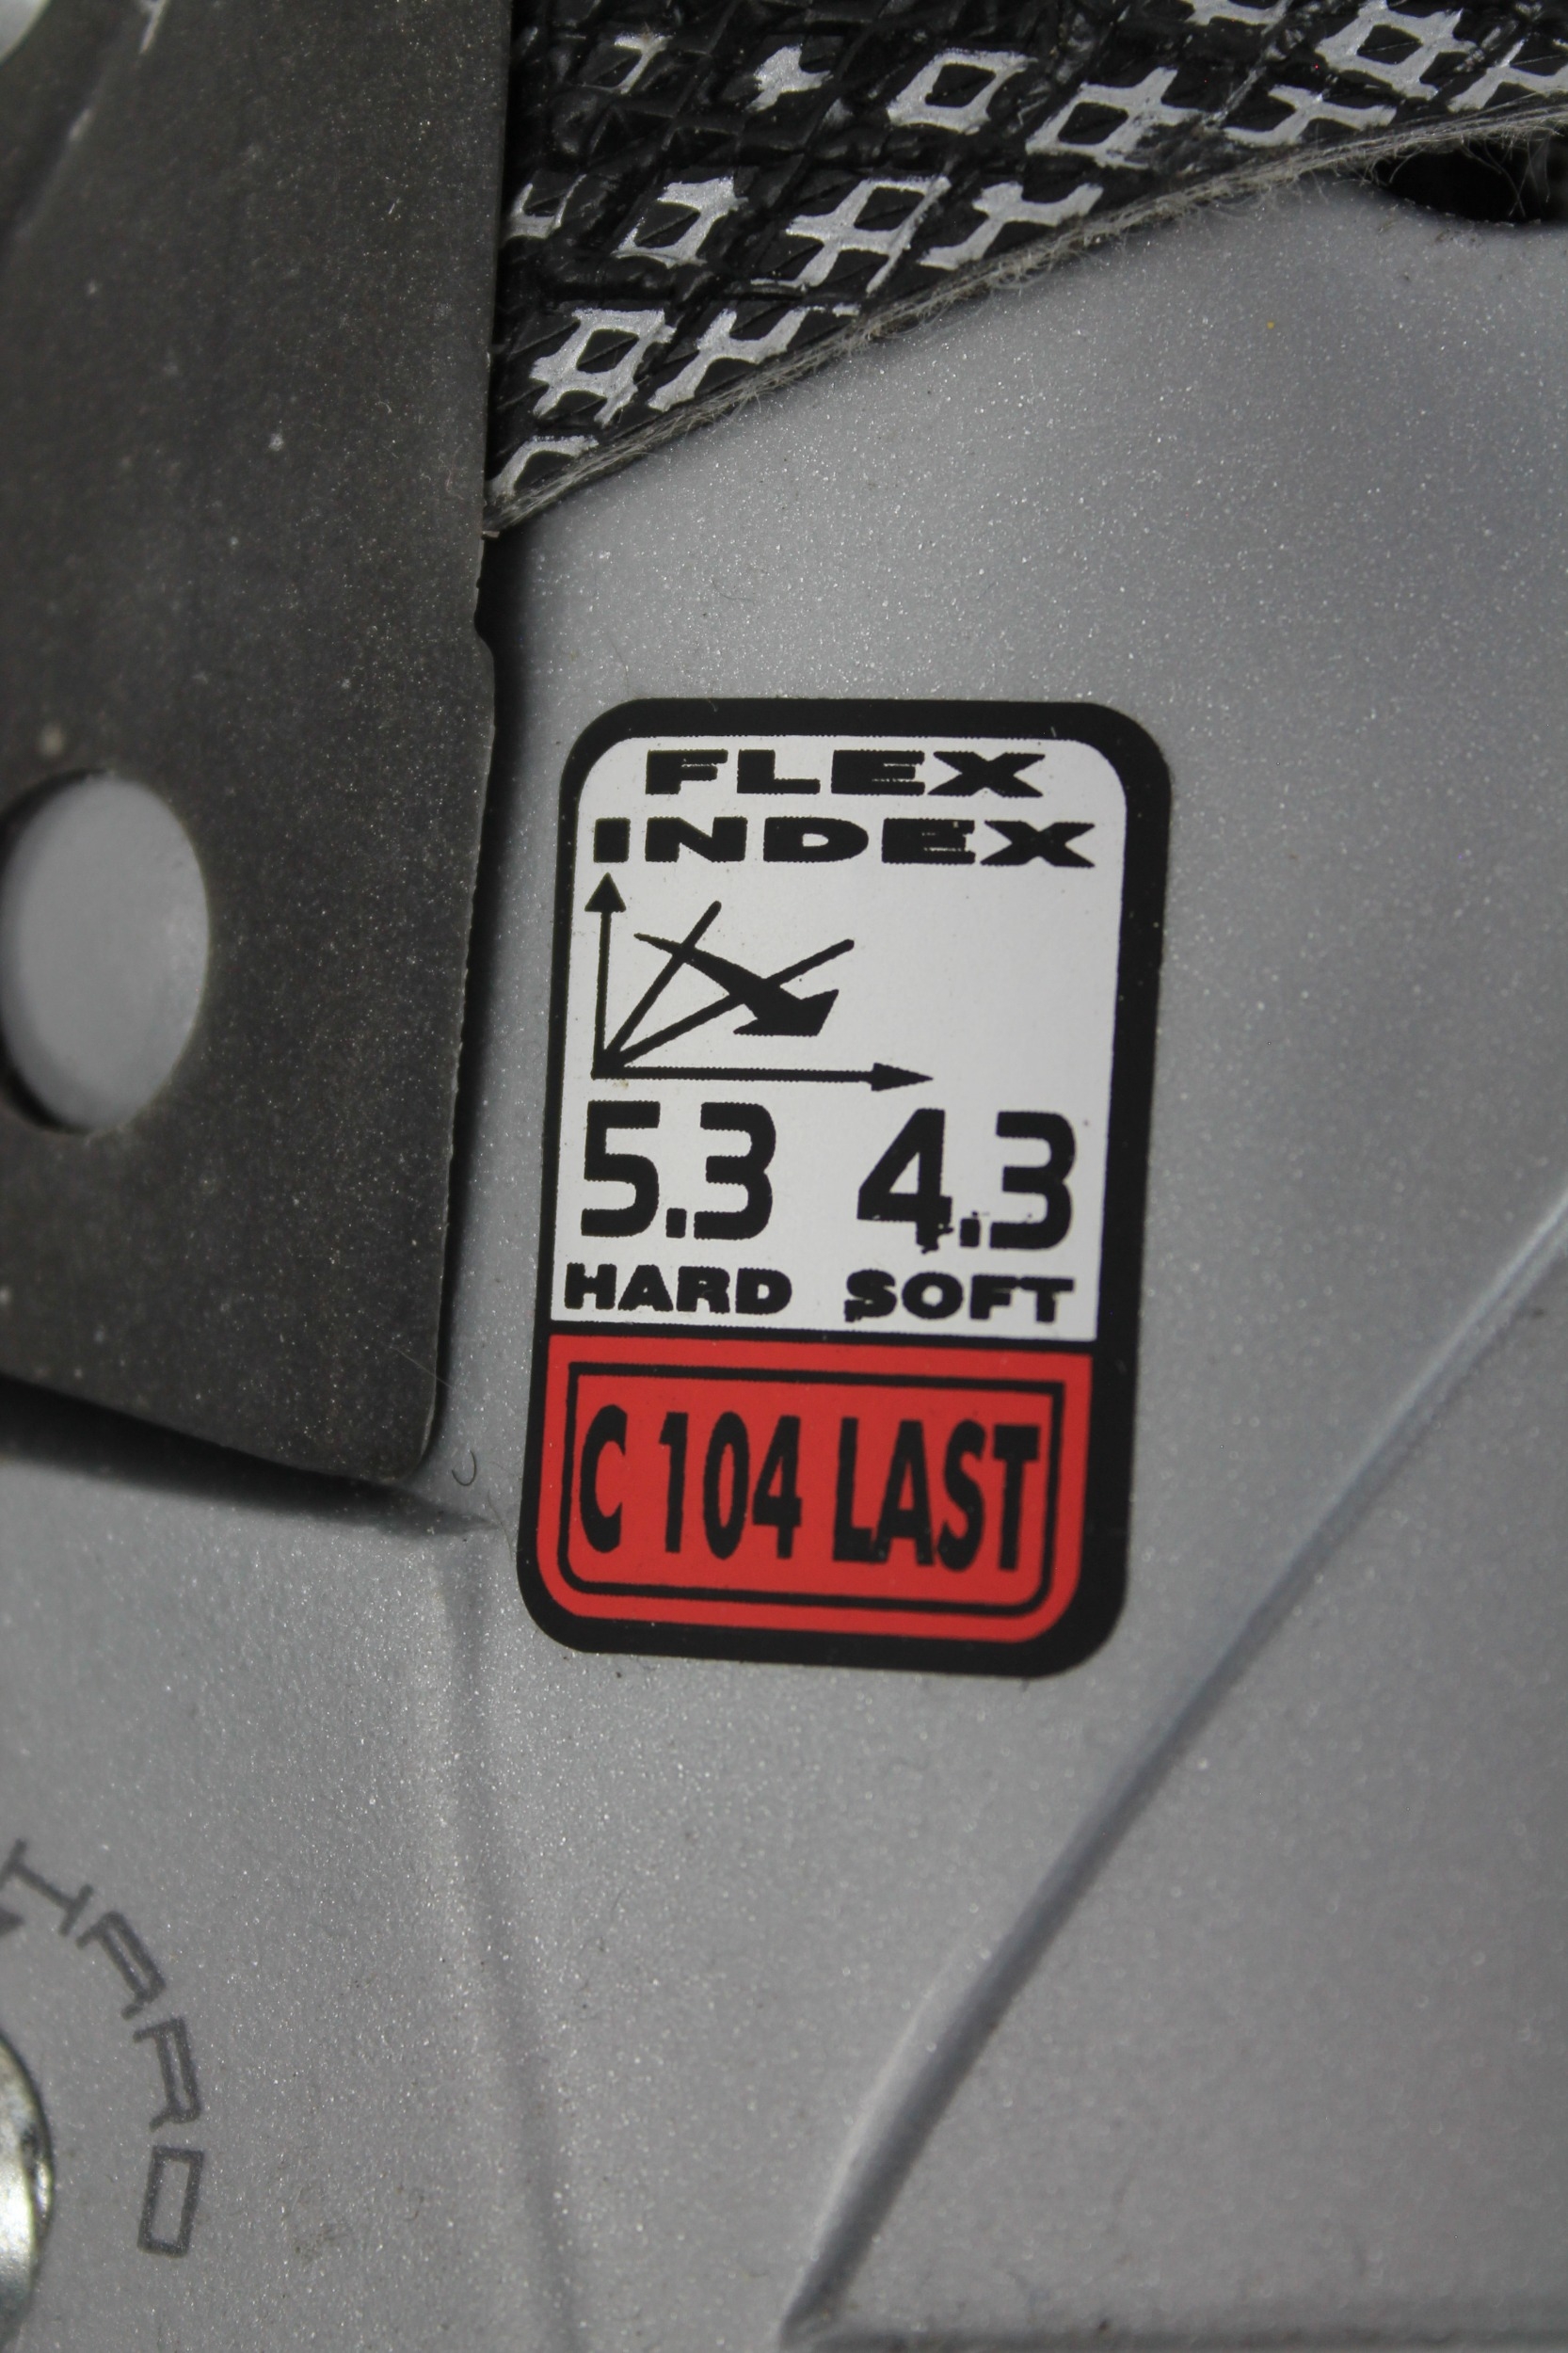 FLEX
INDEX
5.3 4.3
HARD SOFT
C 104 LAST
HARD